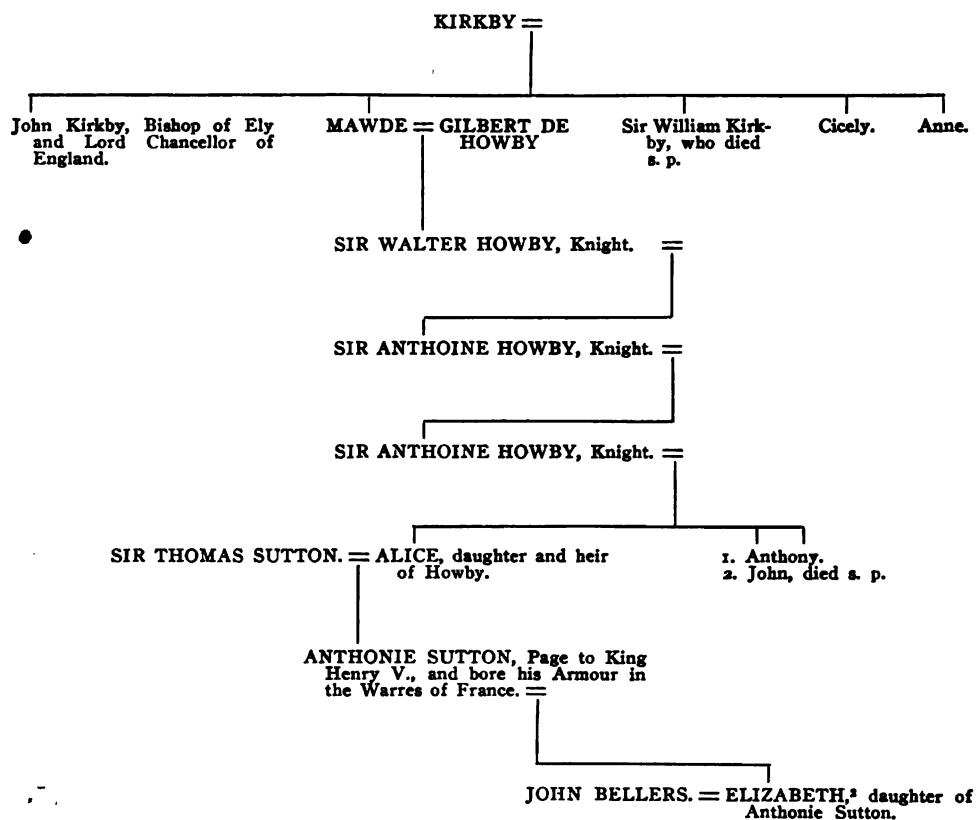 KIRKBY =
John Kirkby, Bishop of Ely
and Lord Chancellor of
England.
MAWDE = GILBERT DE
HOWBY
Sir William Kirk-
by, who died
s. p.
Cicely.
Anne.
SIR WALTER HOWBY, Knight. =
SIR ANTHOINE HOWBY, Knight. =
SIR ANTHOINE HOWBY, Knight. =
SIR THOMAS SUTTON. = ALICE, daughter and heir
of Howby.
1. Anthony.
2. John, died s. p.
ANTHONIE SUTTON, Page to King
Henry V., and bore his Armour in
the Warres of France. =
JOHN BELLERS. = ELIZABETH,² daughter of
Anthonie Sutton.